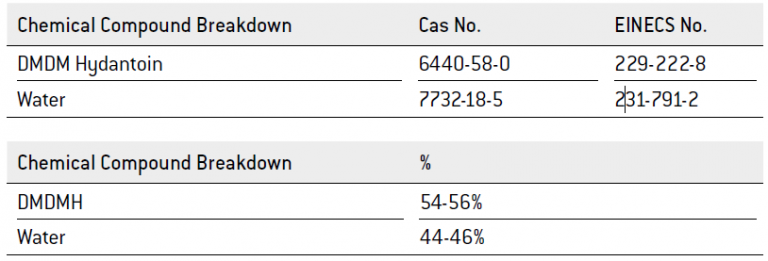 Chemical Compound Breakdown Cas No. EINECS No.
DMDM Hydantoin 6440-58-0 229-222-8
Water 7732-18-5 231-791-2
Chemical Compound Breakdown %
DMDMH 54-56%
Water 44-46%